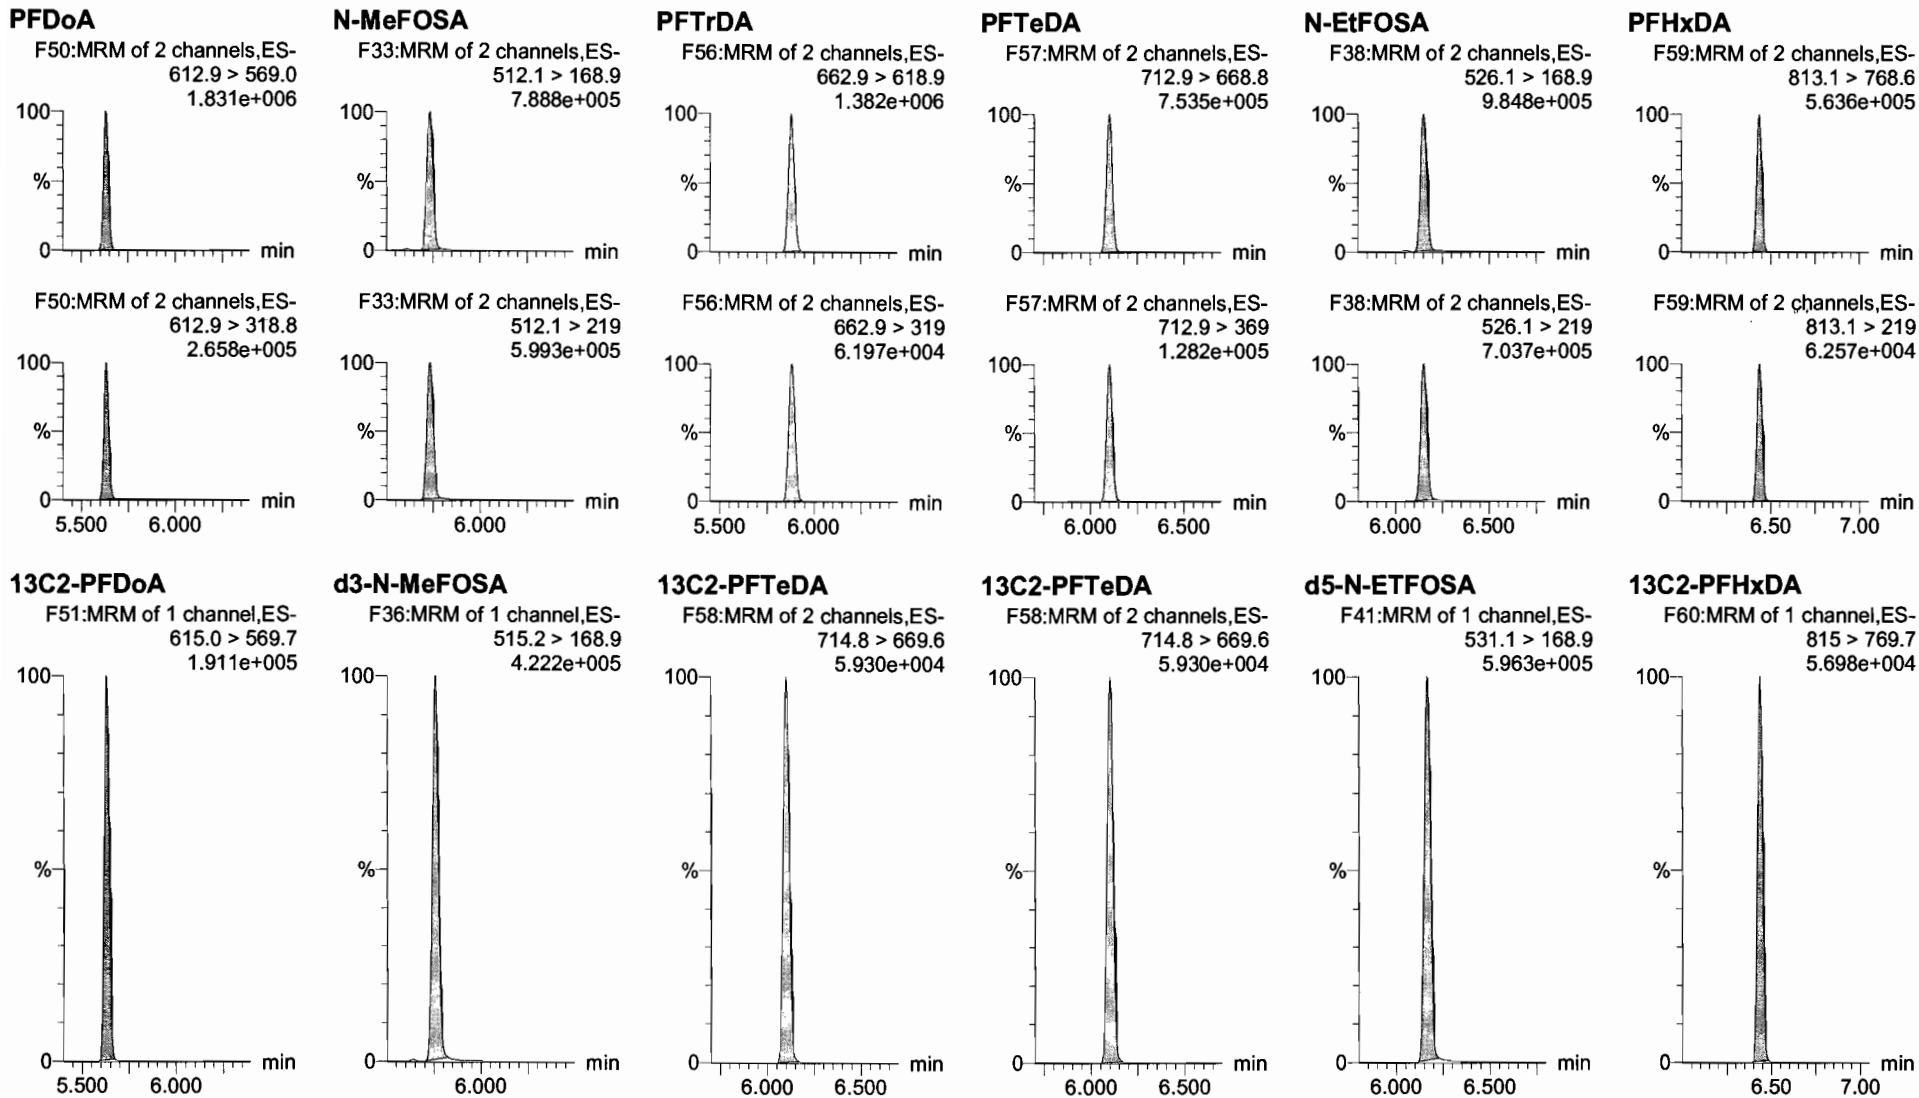 PFDoA
F50:MRM of 2 channels,ES-
612.9 > 569.0
1.831e+006
100
%
0
min
F50:MRM of 2 channels,ES-
612.9 > 318.8
2.658e+005
100
%
0
min
5.500 6.000
N-MeFOSA
F33:MRM of 2 channels,ES-
512.1 > 168.9
7.888e+005
100
%
0
min
F33:MRM of 2 channels,ES-
512.1 > 219
5.993e+005
100
%
0
min
6.000
PFTrDA
F56:MRM of 2 channels,ES-
662.9 > 618.9
1.382e+006
100
%
0
min
F56:MRM of 2 channels,ES-
662.9 > 319
6.197e+004
100
%
0
min
5.500 6.000
PFTeDA
F57:MRM of 2 channels,ES-
712.9 > 668.8
7.535e+005
100
%
0
min
F57:MRM of 2 channels,ES-
712.9 > 369
1.282e+005
100
%
0
min
6.000 6.500
N-EtFOSA
F38:MRM of 2 channels,ES-
526.1 > 168.9
9.848e+005
100
%
0
min
F38:MRM of 2 channels,ES-
526.1 > 219
7.037e+005
100
%
0
min
6.000 6.500
PFHxDA
F59:MRM of 2 channels,ES-
813.1 > 768.6
5.636e+005
100
%
0
min
F59:MRM of 2 channels,ES-
813.1 > 219
6.257e+004
100
%
0
min
6.50 7.00
13C2-PFDoA
F51:MRM of 1 channel,ES-
615.0 > 569.7
1.911e+005
100
%
0
min
5.500 6.000
d3-N-MeFOSA
F36:MRM of 1 channel,ES-
515.2 > 168.9
4.222e+005
100
%
0
min
6.000
13C2-PFTeDA
F58:MRM of 2 channels,ES-
714.8 > 669.6
5.930e+004
100
%
0
min
6.000 6.500
13C2-PFTeDA
F58:MRM of 2 channels,ES-
714.8 > 669.6
5.930e+004
100
%
0
min
6.000 6.500
d5-N-ETFOSA
F41:MRM of 1 channel,ES-
531.1 > 168.9
5.963e+005
100
%
0
min
6.000 6.500
13C2-PFHxDA
F60:MRM of 1 channel,ES-
815 > 769.7
5.698e+004
100
%
0
min
6.50 7.00